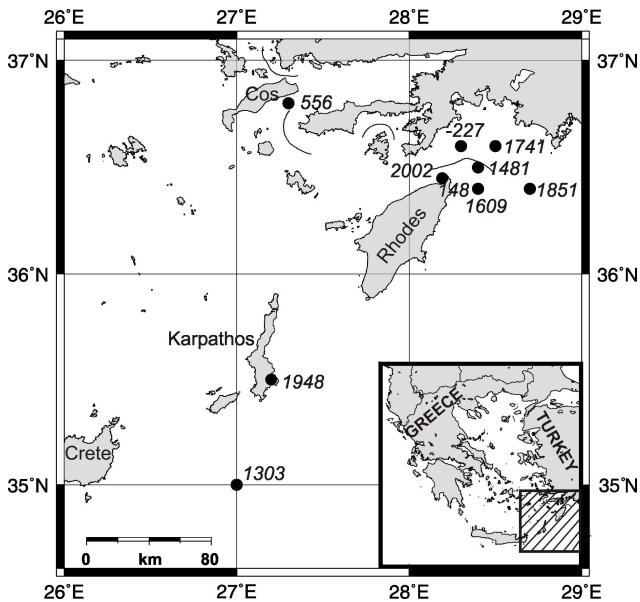 26°E 27°E 28°E 29°E
37°N 37°N
Cos
556
-227
1741
1481
2002
148
1851
1609
Rhodes
36°N 36°N
Karpathos
1948
GREECE
TURKEY
Crete
1303
35°N 35°N
0 km 80
26°E 27°E 28°E 29°E